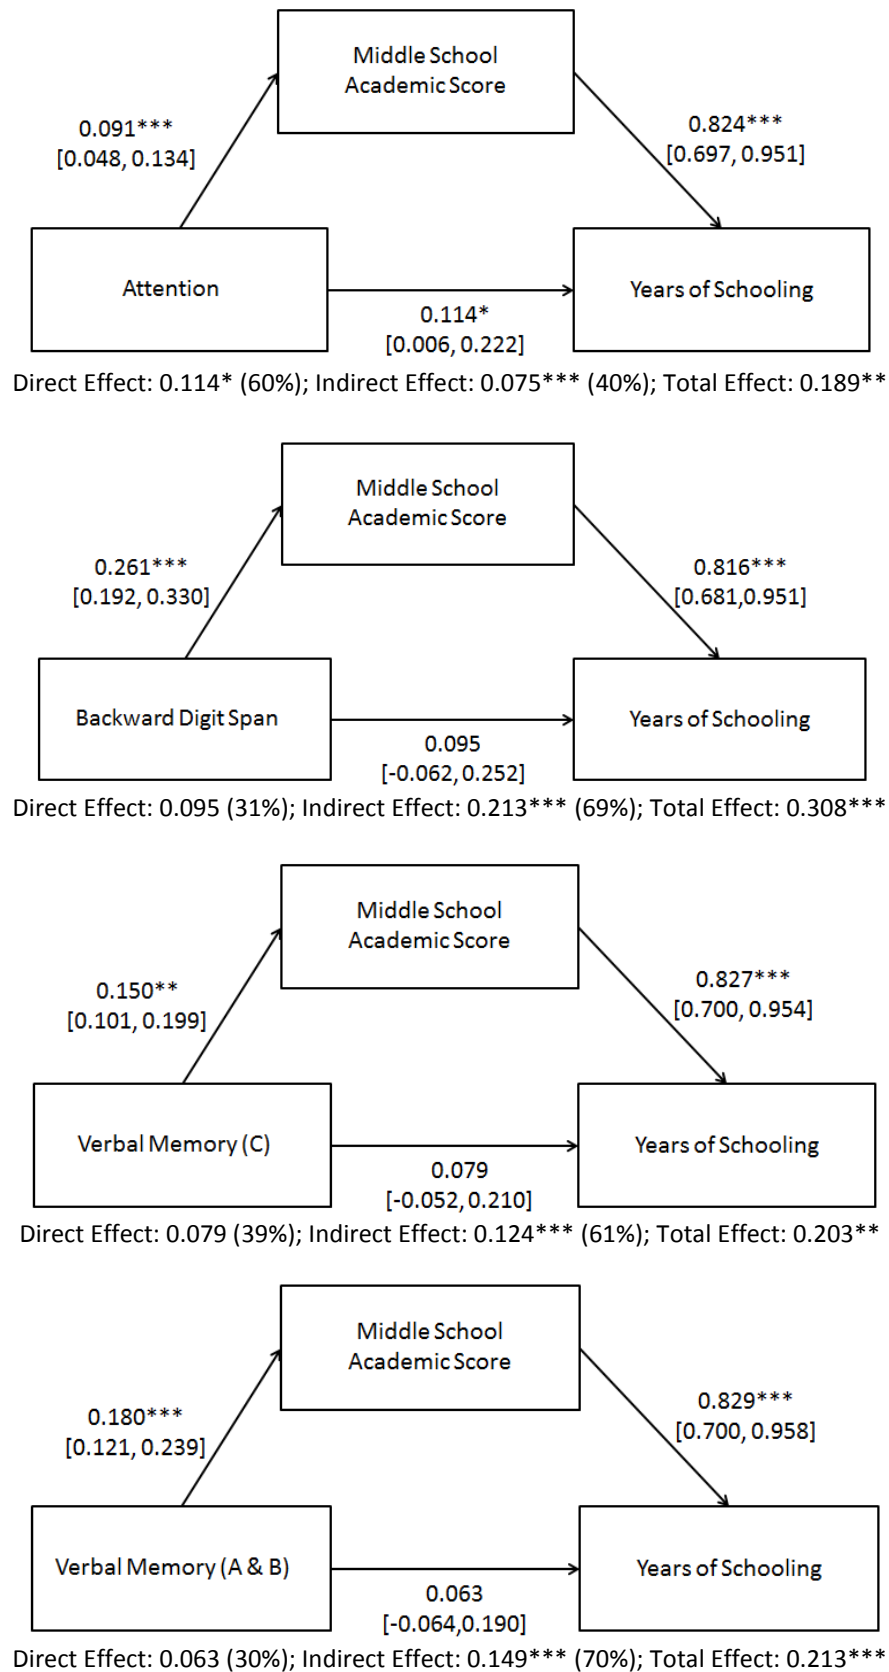 Middle School
Academic Score
0.091***
[0.048, 0.134]
0.824***
[0.697, 0.951]
Attention
Years of Schooling
0.114*
[0.006, 0.222]
Direct Effect: 0.114* (60%); Indirect Effect: 0.075*** (40%); Total Effect: 0.189**
Middle School
Academic Score
0.261***
[0.192, 0.330]
0.816***
[0.681,0.951]
Backward Digit Span
Years of Schooling
0.095
[-0.062, 0.252]
Direct Effect: 0.095 (31%); Indirect Effect: 0.213*** (69%); Total Effect: 0.308***
Middle School
Academic Score
0.150**
[0.101, 0.199]
0.827***
[0.700, 0.954]
Verbal Memory (C)
Years of Schooling
0.079
[-0.052, 0.210]
Direct Effect: 0.079 (39%); Indirect Effect: 0.124*** (61%); Total Effect: 0.203**
Middle School
Academic Score
0.180***
[0.121, 0.239]
0.829***
[0.700, 0.958]
Verbal Memory (A & B)
Years of Schooling
0.063
[-0.064,0.190]
Direct Effect: 0.063 (30%); Indirect Effect: 0.149*** (70%); Total Effect: 0.213***